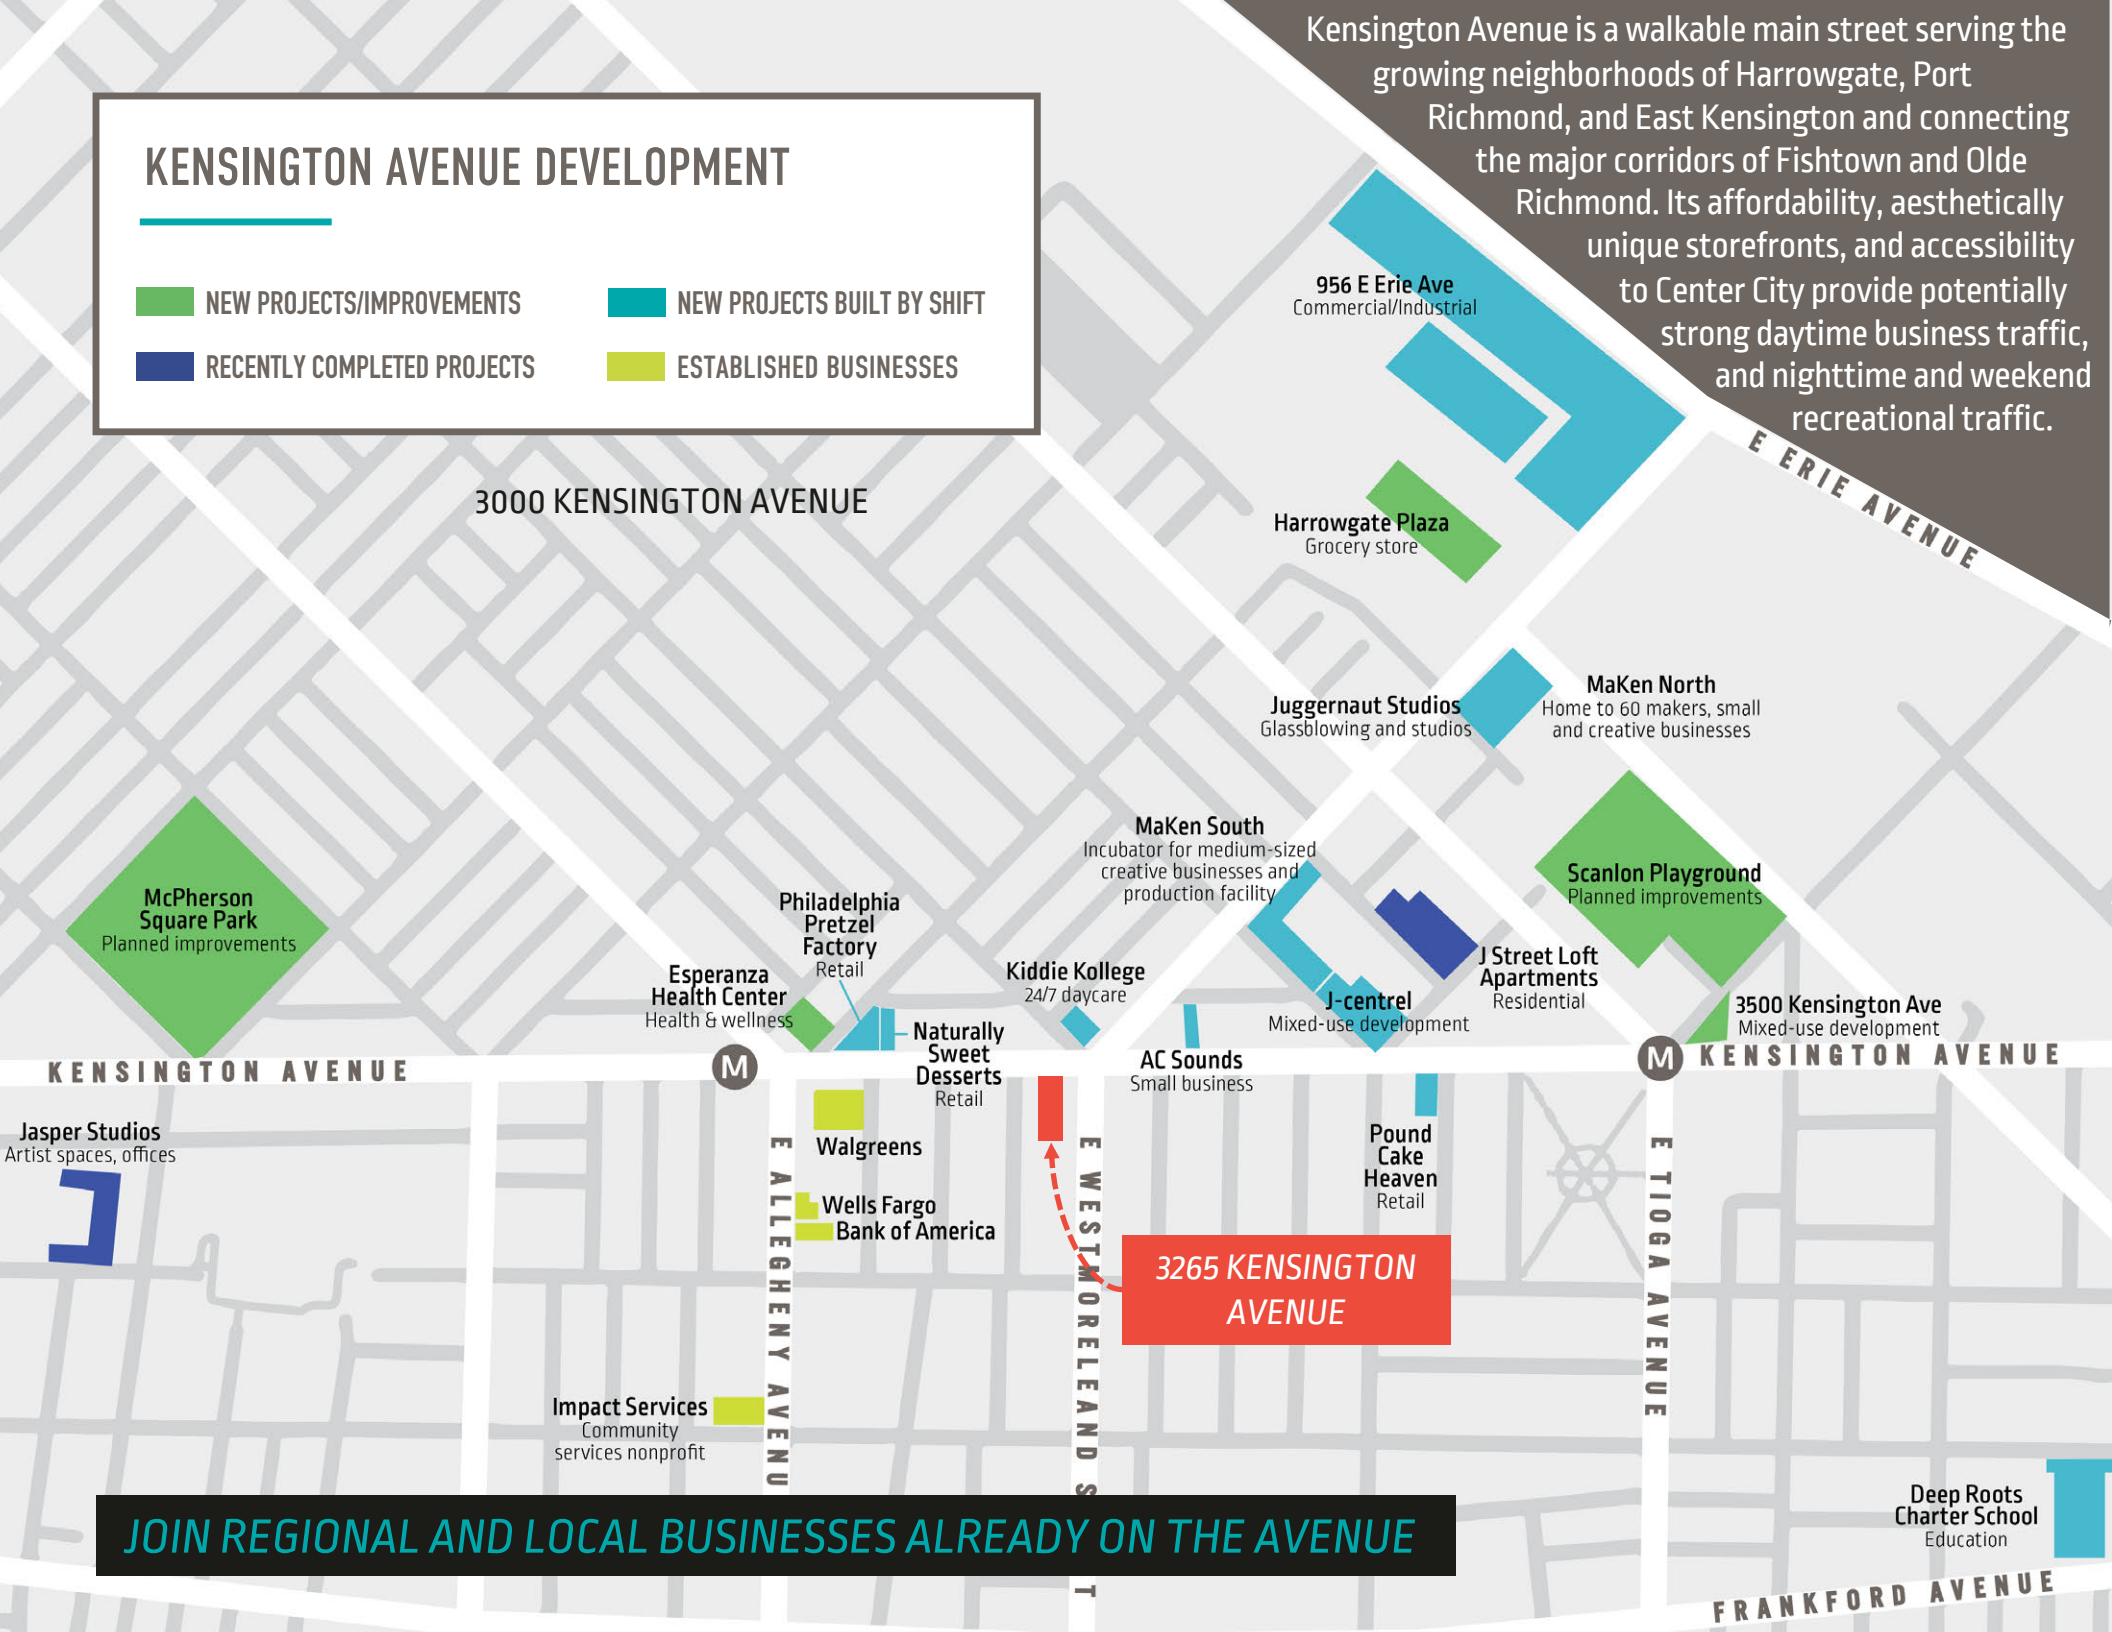 Kensington Avenue is a walkable main street serving the
growing neighborhoods of Harrowgate, Port
Richmond, and East Kensington and connecting
the major corridors of Fishtown and Olde
Richmond. Its affordability, aesthetically
unique storefronts, and accessibility
to Center City provide potentially
strong daytime business traffic,
and nighttime and weekend
recreational traffic.
KENSINGTON AVENUE DEVELOPMENT
NEW PROJECTS/IMPROVEMENTS
NEW PROJECTS BUILT BY SHIFT
RECENTLY COMPLETED PROJECTS
ESTABLISHED BUSINESSES
3000 KENSINGTON AVENUE
956 E Erie Ave
Commercial/Industrial
E ERIE AVENUE
Harrowgate Plaza
Grocery store
Juggernaut Studios
Glassblowing and studios
MaKen North
Home to 60 makers, small
and creative businesses
MaKen South
Incubator for medium-sized
creative businesses and
production facility
Scanlon Playground
Planned improvements
McPherson
Square Park
Planned improvements
Philadelphia
Pretzel
Factory
Retail
Esperanza
Health Center
Health & wellness
Kiddie Kollege
24/7 daycare
J Street Loft
Apartments
Residential
J-centrel
Mixed-use development
3500 Kensington Ave
Mixed-use development
Naturally
Sweet
Desserts
Retail
AC Sounds
Small business
KENSINGTON AVENUE
M
M
KENSINGTON AVENUE
Jasper Studios
Artist spaces, offices
Walgreens
Wells Fargo
Bank of America
Pound
Cake
Heaven
Retail
E ALLEGHENY AVENU
E WESTMORELEAND S
T
E TIOGA AVENUE
3265 KENSINGTON
AVENUE
Impact Services
Community
services nonprofit
Deep Roots
Charter School
Education
JOIN REGIONAL AND LOCAL BUSINESSES ALREADY ON THE AVENUE
FRANKFORD AVENUE